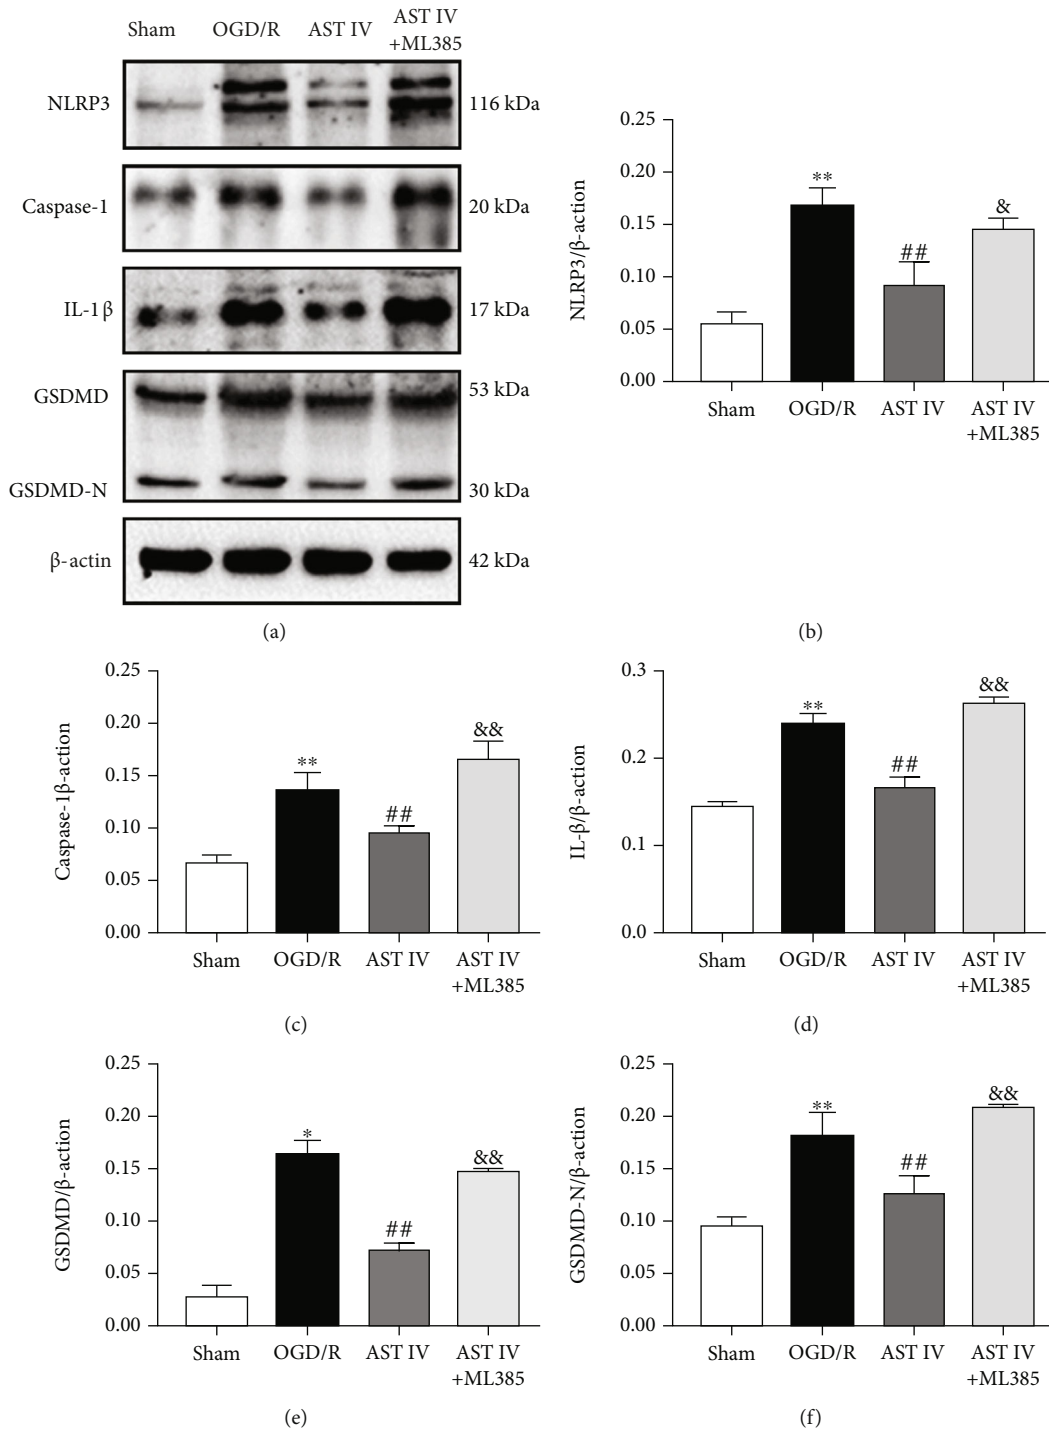 Sham OGD/R AST IV AST IV
+ML385
NLRP3 116 kDa
Caspase-1 20 kDa
IL-1β 17 kDa
GSDMD 53 kDa
GSDMD-N 30 kDa
β-actin 42 kDa
(a)
NLRP3/β-action
0.25
0.20
0.15
0.10
0.05
0.00
**
##
&
Sham OGD/R AST IV AST IV
+ML385
(b)
Caspase-1β-action
0.25
0.20
0.15
0.10
0.05
0.00
**
##
&&
Sham OGD/R AST IV AST IV
+ML385
(c)
IL-β/β-action
0.3
0.2
0.1
0.0
**
##
&&
Sham OGD/R AST IV AST IV
+ML385
(d)
GSDMD/β-action
0.25
0.20
0.15
0.10
0.05
0.00
*
##
&&
Sham OGD/R AST IV AST IV
+ML385
(e)
GSDMD-N/β-action
0.25
0.20
0.15
0.10
0.05
0.00
**
##
&&
Sham OGD/R AST IV AST IV
+ML385
(f)